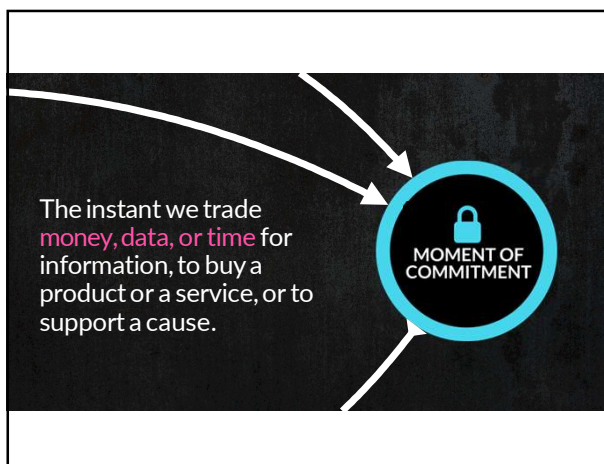 The instant we trade
money, data, or time for
information, to buy a
product or a service, or to
support a cause.
MOMENT OF
COMMITMENT